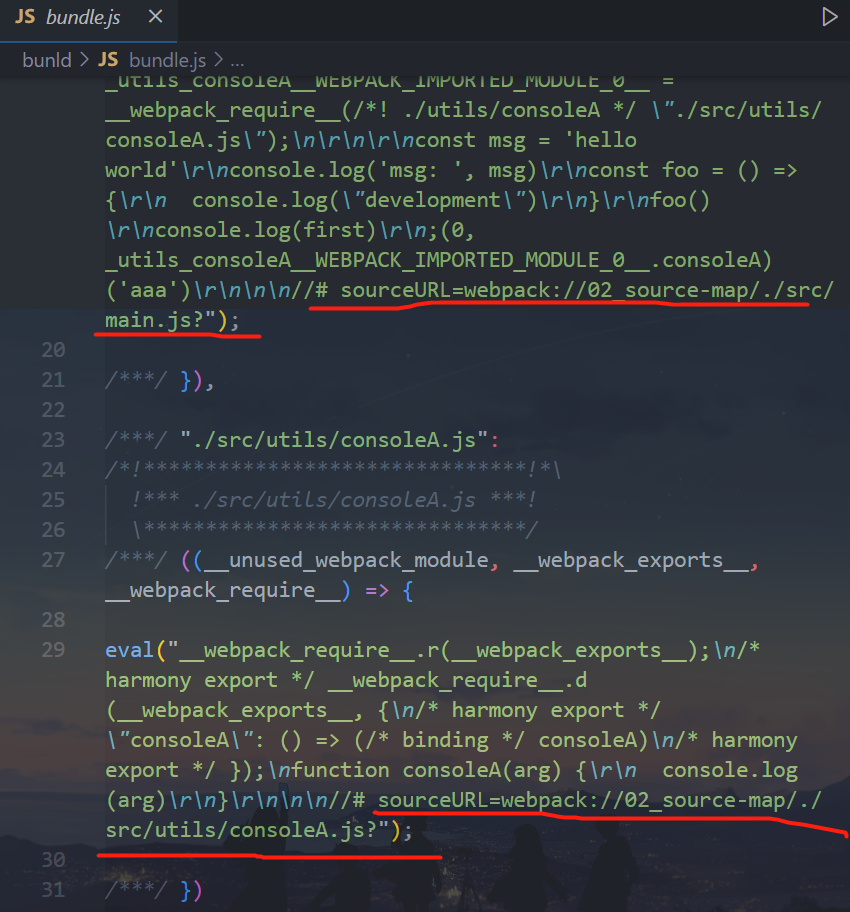 JS bundle.js ×
bunld > JS bundle.js > ...
_utils_consoleA__WEBPACK_IMPORTED_MODULE_0__ =
__webpack_require__(/*! ./utils/consoleA */ \"./src/utils/
consoleA.js\");\n\r\n\r\nconst msg = 'hello
world'\r\nconsole.log('msg: ', msg)\r\nconst foo = () =>
{\r\n  console.log(\"development\")\r\n}\r\nfoo()
\r\nconsole.log(first)\r\n;(0,
_utils_consoleA__WEBPACK_IMPORTED_MODULE_0__.consoleA)
('aaa')\r\n\n\n//# sourceURL=webpack://02_source-map/./src/
main.js?");
20
21 /***/ }),
22
23 /***/ "./src/utils/consoleA.js":
24 /*!*******************************!*\
25   !*** ./src/utils/consoleA.js ***!
26   \*******************************/
27 /***/ ((__unused_webpack_module, __webpack_exports__,
__webpack_require__) => {
28
29 eval("__webpack_require__.r(__webpack_exports__);\n/*
harmony export */ __webpack_require__.d
(__webpack_exports__, {\n/* harmony export */
\"consoleA\": () => (/* binding */ consoleA)\n/* harmony
export */ });\nfunction consoleA(arg) {\r\n  console.log
(arg)\r\n}\r\n\n\n//# sourceURL=webpack://02_source-map/./
src/utils/consoleA.js?");
30
31 /***/ })